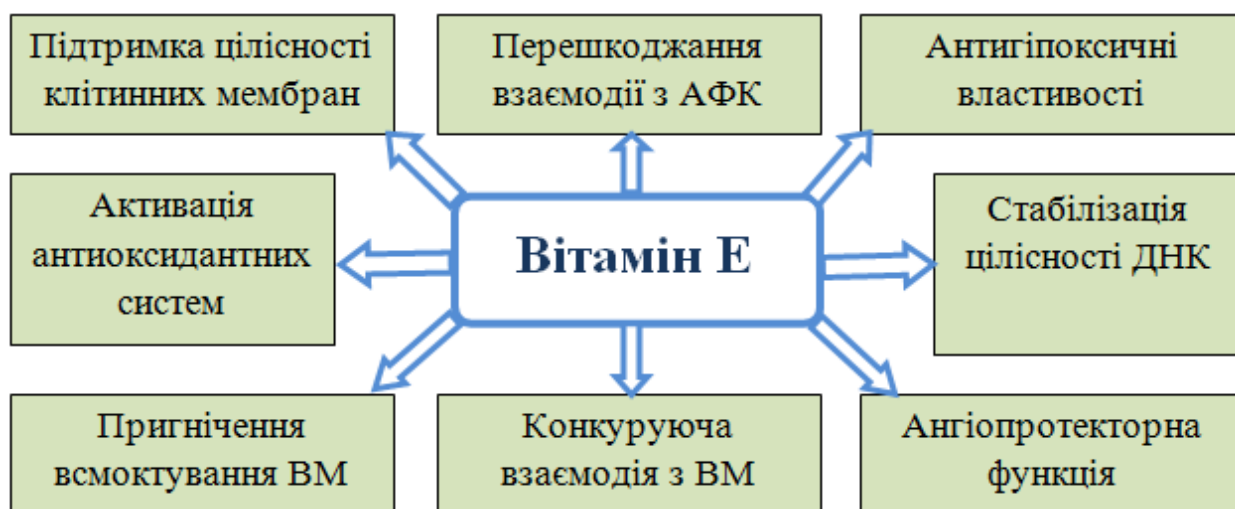 Підтримка цілісності
клітинних мембран
Перешкоджання
взаємодії з АФК
Антигіпоксичні
властивості
Активація
антиоксидантних
систем
Вітамін Е
Стабілізація
цілісності ДНК
Пригнічення
всмоктування ВМ
Конкуруюча
взаємодія з ВМ
Ангіопротекторна
функція